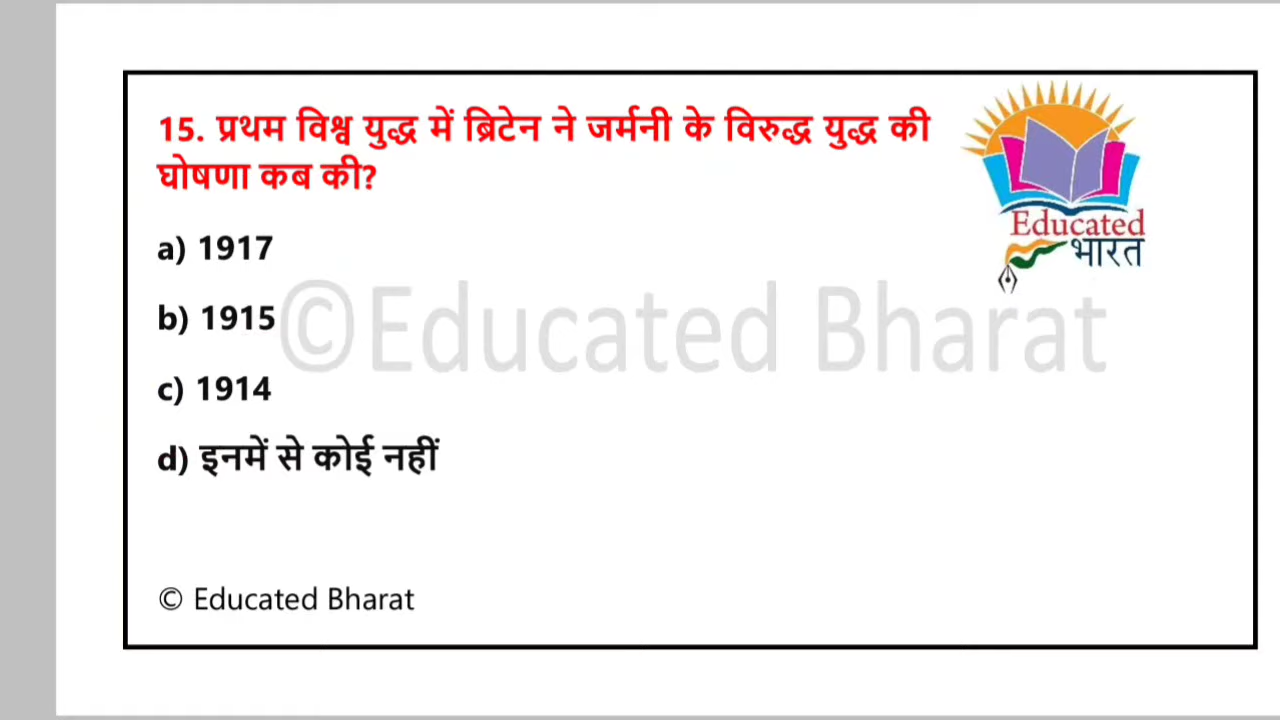 15. प्रथम विश्व युद्ध में ब्रिटेन ने जर्मनी के विरुद्ध युद्ध की
घोषणा कब की?
Educated
भारत
a) 1917
b) 1915
©Educated Bharat
c) 1914
d) इनमें से कोई नहीं
© Educated Bharat